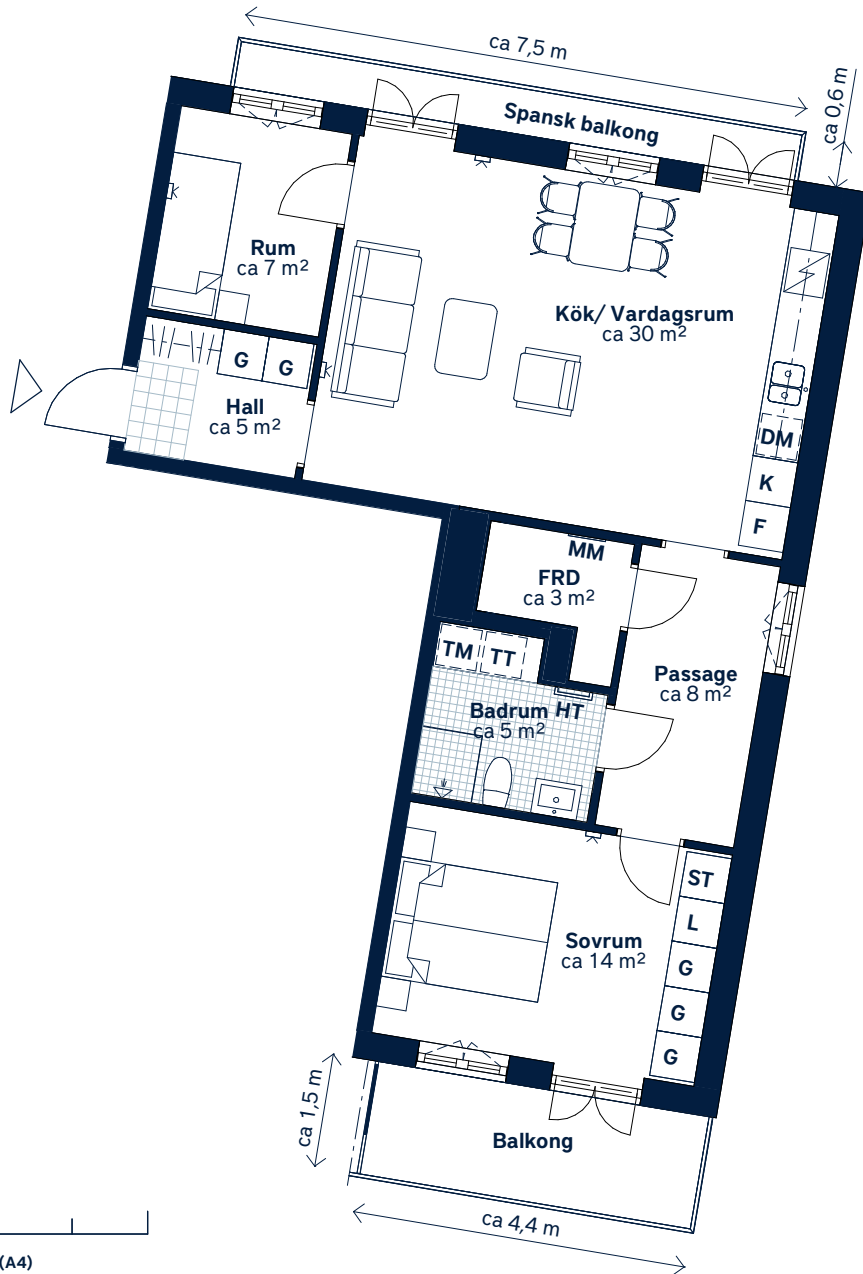 ca 7,5 m
ca 0,6 m
Spansk balkong
Rum
ca 7 m²
Kök/ Vardagsrum
ca 30 m²
G
G
Hall
ca 5 m²
DM
K
F
MM
FRD
ca 3 m²
TM
TT
Passage
ca 8 m²
Badrum
HT
ca 5 m²
ST
L
Sovrum
ca 14 m²
G
G
G
ca 1,5 m
Balkong
ca 4,4 m
(A4)